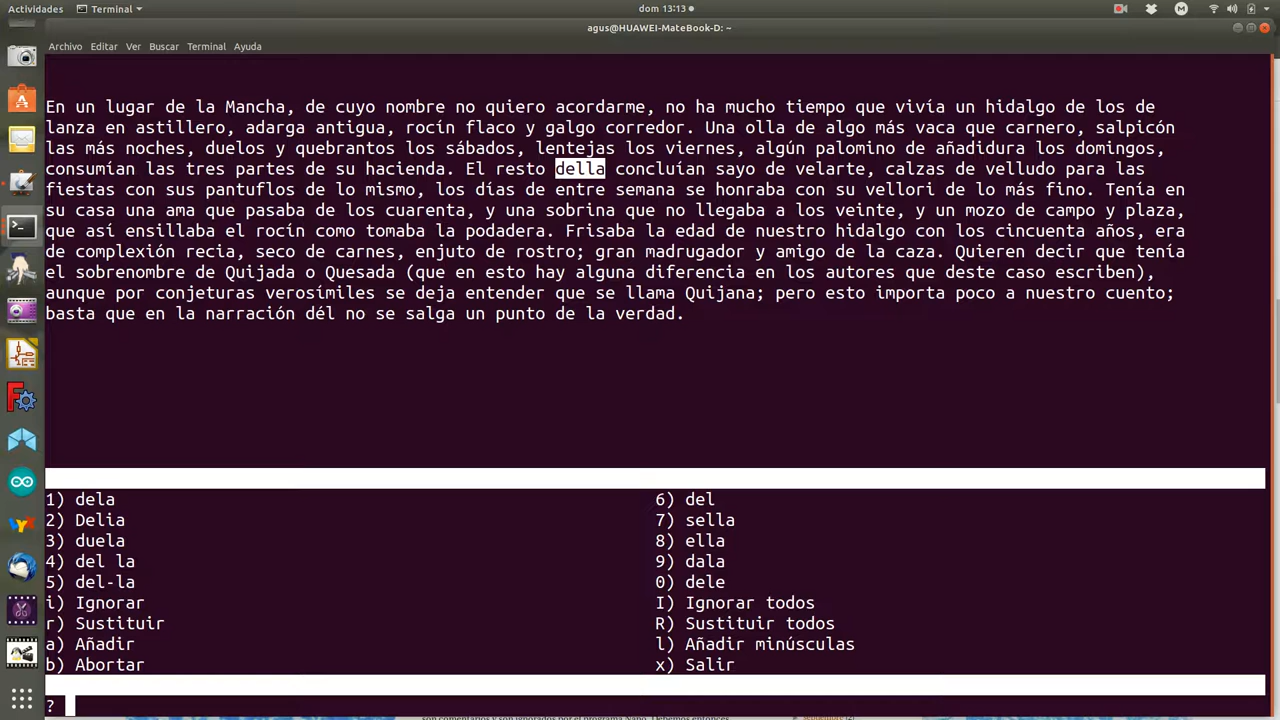 Actividades
Terminal
dom 13:13
agus@HUAWEI-MateBook-D: ~
Archivo Editar Ver Buscar Terminal Ayuda
En un lugar de la Mancha, de cuyo nombre no quiero acordarme, no ha mucho tiempo que vivía un hidalgo de los de
lanza en astillero, adarga antigua, rocín flaco y galgo corredor. Una olla de algo más vaca que carnero, salpicón
las más noches, duelos y quebrantos los sábados, lentejas los viernes, algún palomino de añadidura los domingos,
consumían las tres partes de su hacienda. El resto della concluían sayo de velarte, calzas de velludo para las
fiestas con sus pantuflos de lo mismo, los días de entre semana se honraba con su vellori de lo más fino. Tenía en
su casa una ama que pasaba de los cuarenta, y una sobrina que no llegaba a los veinte, y un mozo de campo y plaza,
que así ensillaba el rocín como tomaba la podadera. Frisaba la edad de nuestro hidalgo con los cincuenta años, era
de complexión recia, seco de carnes, enjuto de rostro; gran madrugador y amigo de la caza. Quieren decir que tenía
el sobrenombre de Quijada o Quesada (que en esto hay alguna diferencia en los autores que deste caso escriben),
aunque por conjeturas verosímiles se deja entender que se llama Quijana; pero esto importa poco a nuestro cuento;
basta que en la narración dél no se salga un punto de la verdad.
1) dela 6) del
2) Delia 7) sella
3) duela 8) ella
4) del la 9) dala
5) del-la 0) dele
i) Ignorar I) Ignorar todos
r) Sustituir R) Sustituir todos
a) Añadir l) Añadir minúsculas
b) Abortar x) Salir
?
son comentarios y son ignorados por el programa Nano. Debemos entonces